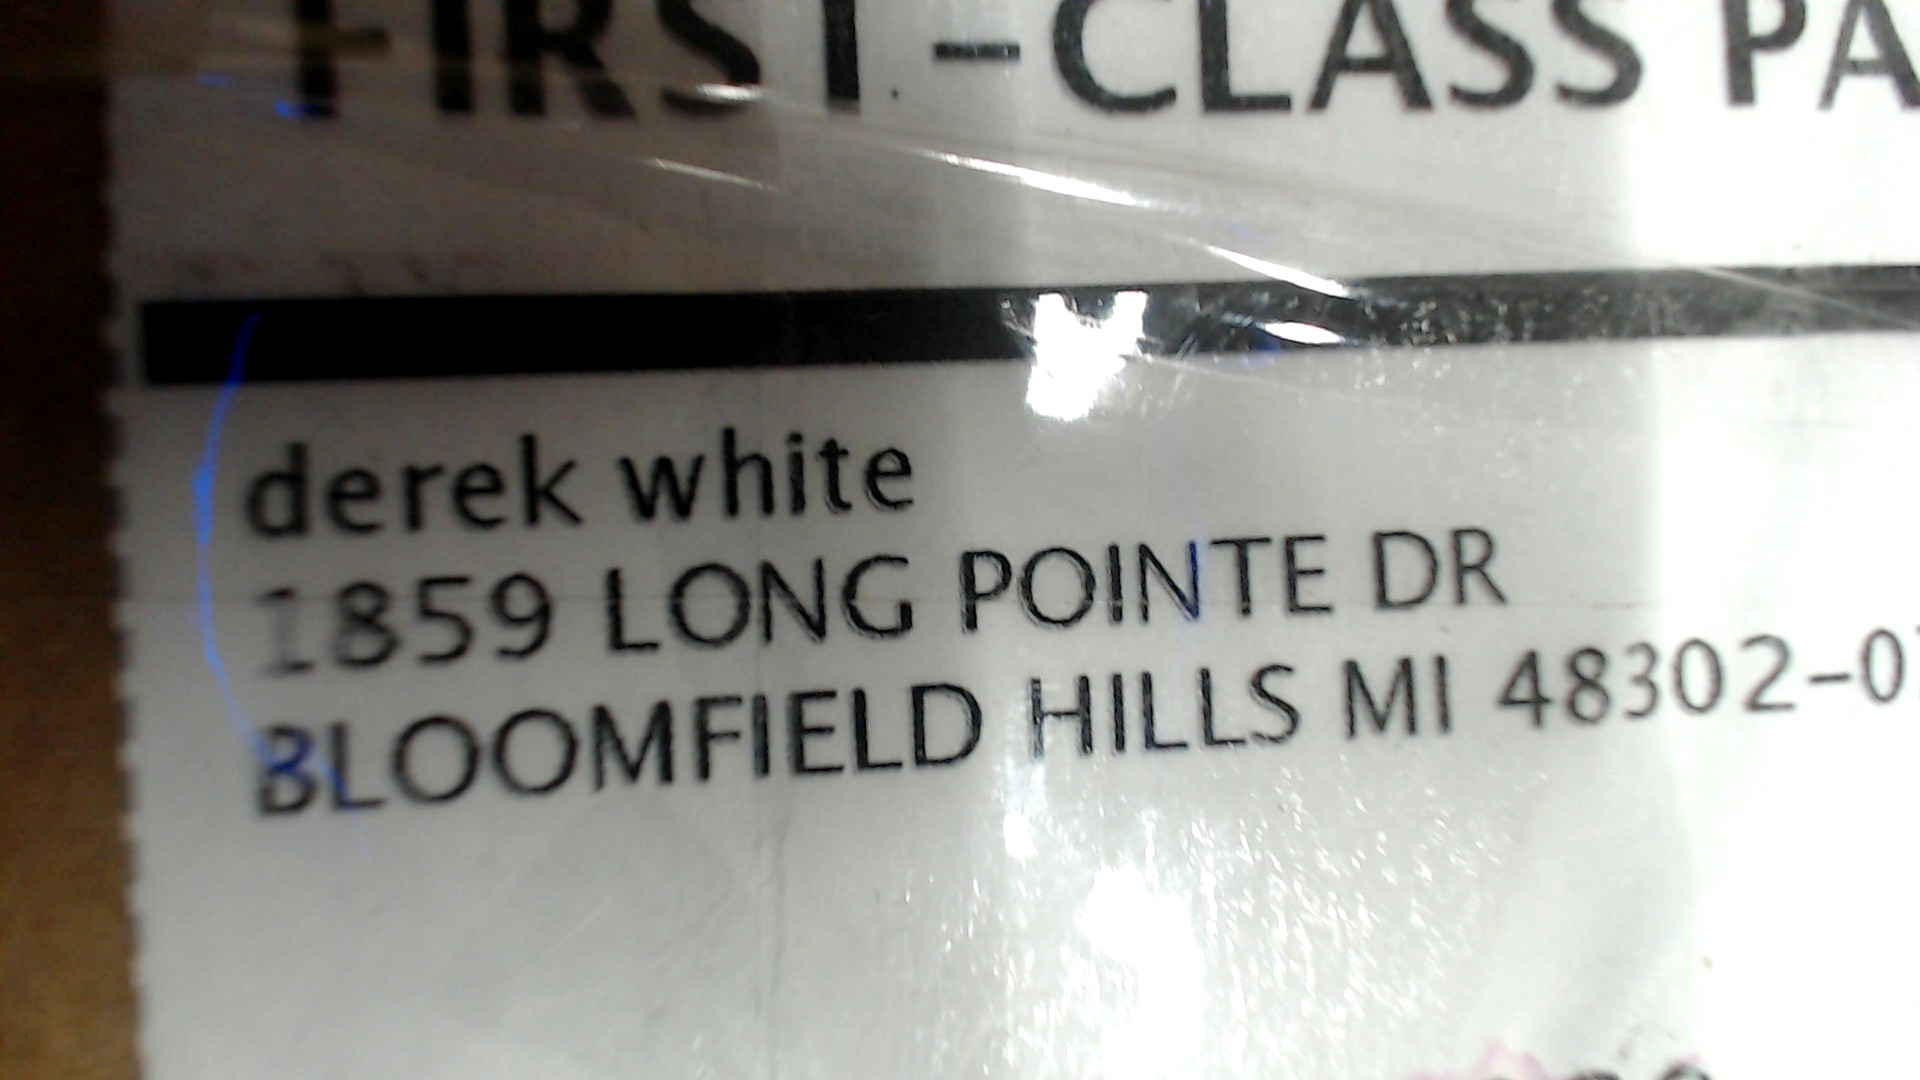 FIRST-CLASS PA
derek white
1859 LONG POINTE DR
BLOOMFIELD HILLS MI 48302-0